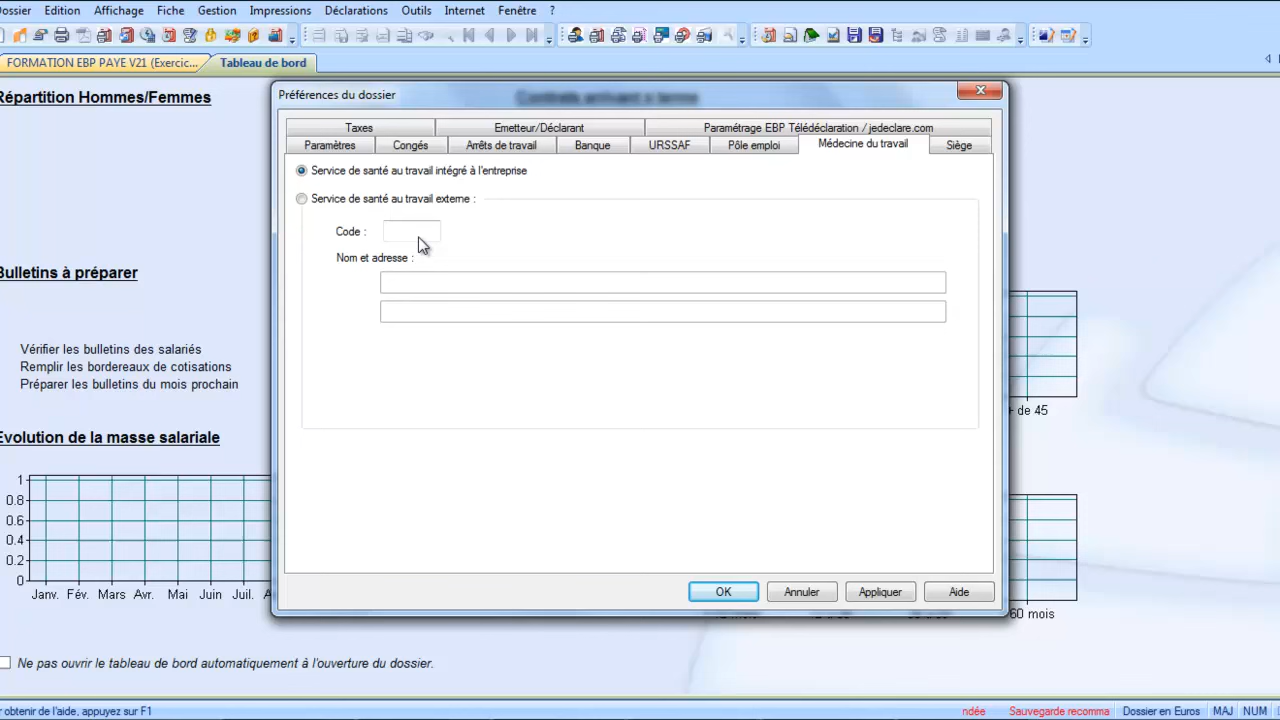 Dossier Edition Affichage Fiche Gestion Impressions Déclarations Outils Internet Fenêtre ?
FORMATION EBP PAYE V21 (Exercic... Tableau de bord
Répartition Hommes/Femmes
Contrats arrivant à terme
Préférences du dossier
Taxes Emetteur/Déclarant Paramétrage EBP Télédéclaration / jedeclare.com
Paramètres Congés Arrêts de travail Banque URSSAF Pôle emploi Médecine du travail Siège
Service de santé au travail intégré à l'entreprise
Service de santé au travail externe :
Code :
Nom et adresse :
Bulletins à préparer
Vérifier les bulletins des salariés
Remplir les bordereaux de cotisations
Préparer les bulletins du mois prochain
+ de 45
Evolution de la masse salariale
1
0.8
0.6
0.4
0.2
0
Janv. Fév. Mars Avr. Mai Juin Juil. A
60 mois
OK Annuler Appliquer Aide
Ne pas ouvrir le tableau de bord automatiquement à l'ouverture du dossier.
r obtenir de l'aide, appuyez sur F1
ndée Sauvegarde recomma Dossier en Euros MAJ NUM